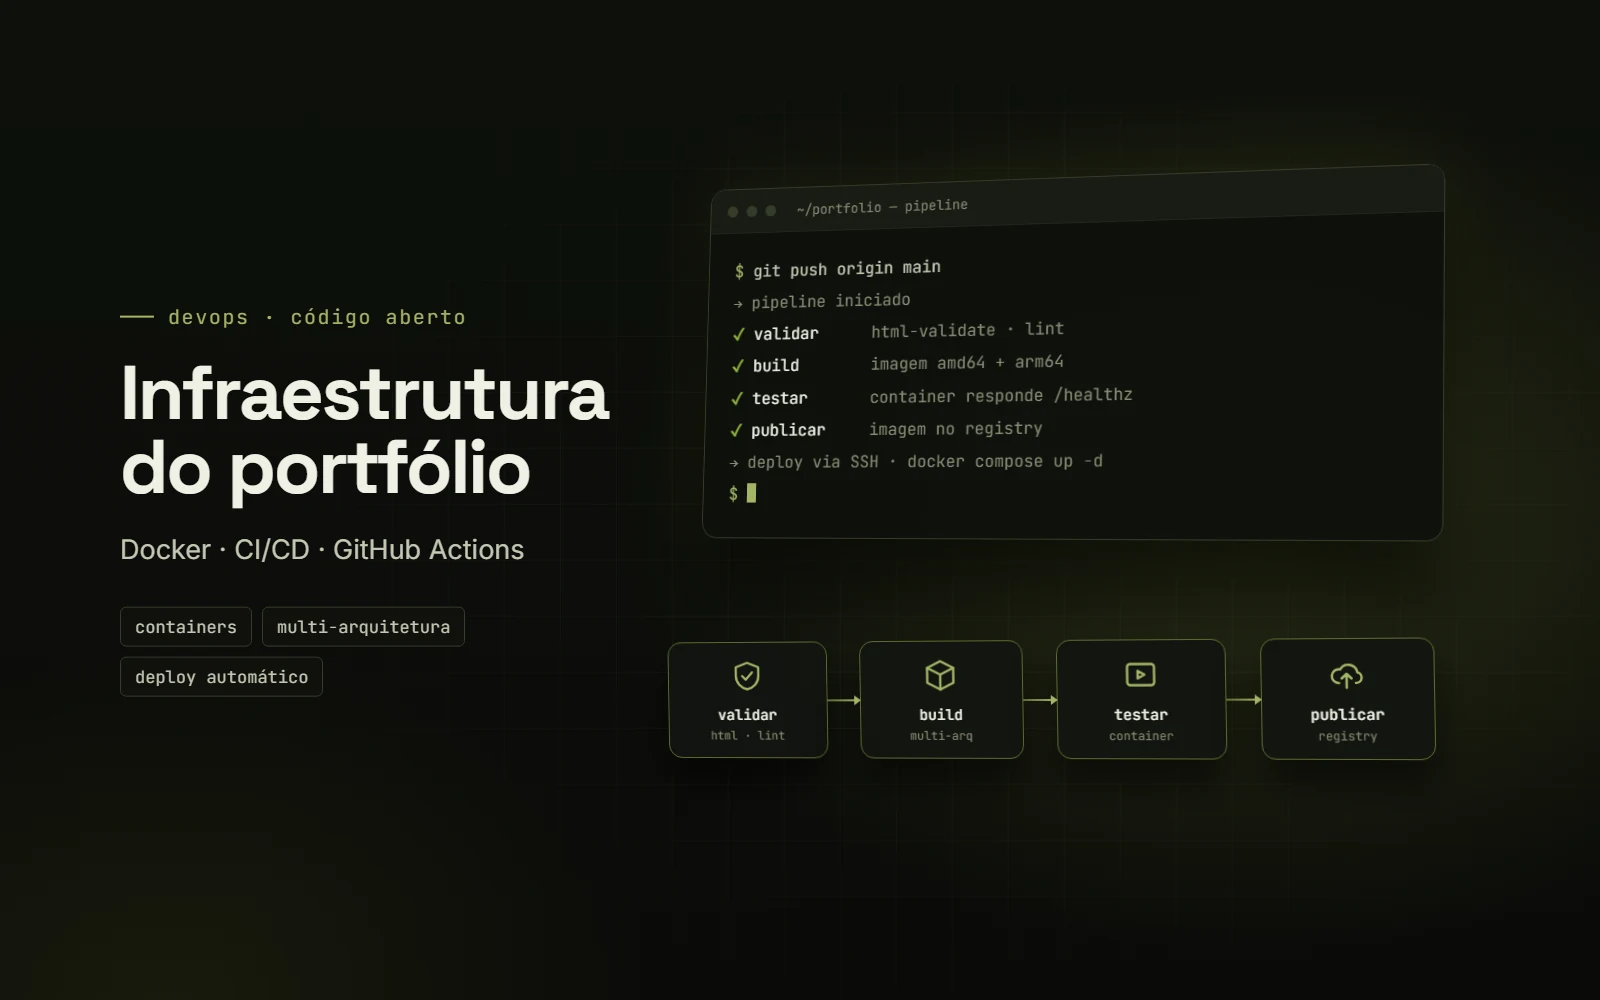 devops · código aberto
Infraestrutura
do portfólio
Docker · CI/CD · GitHub Actions
containers
multi-arquitetura
deploy automático
~/portfolio — pipeline
$ git push origin main
→ pipeline iniciado
✓ validar html-validate · lint
✓ build imagem amd64 + arm64
✓ testar container responde /healthz
✓ publicar imagem no registry
→ deploy via SSH · docker compose up -d
$
validar
html · lint
build
multi-arq
testar
container
publicar
registry